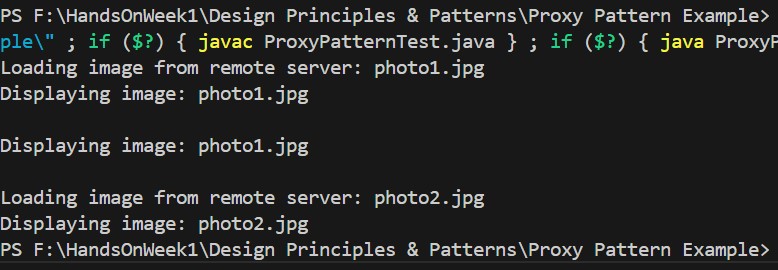 PS F:\HandsOnWeek1\Design Principles & Patterns\Proxy Pattern Example>
ple\" ; if ($?) { javac ProxyPatternTest.java } ; if ($?) { java ProxyP
Loading image from remote server: photo1.jpg
Displaying image: photo1.jpg
Displaying image: photo1.jpg
Loading image from remote server: photo2.jpg
Displaying image: photo2.jpg
PS F:\HandsOnWeek1\Design Principles & Patterns\Proxy Pattern Example>